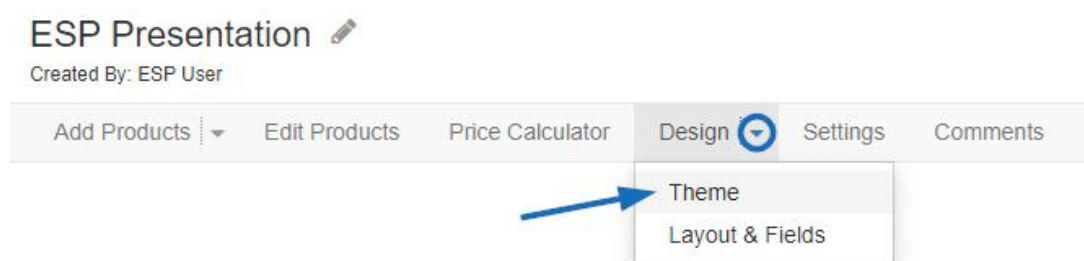 ESP Presentation
Created By: ESP User
Add Products Edit Products Price Calculator Design Settings Comments
Theme
Layout & Fields